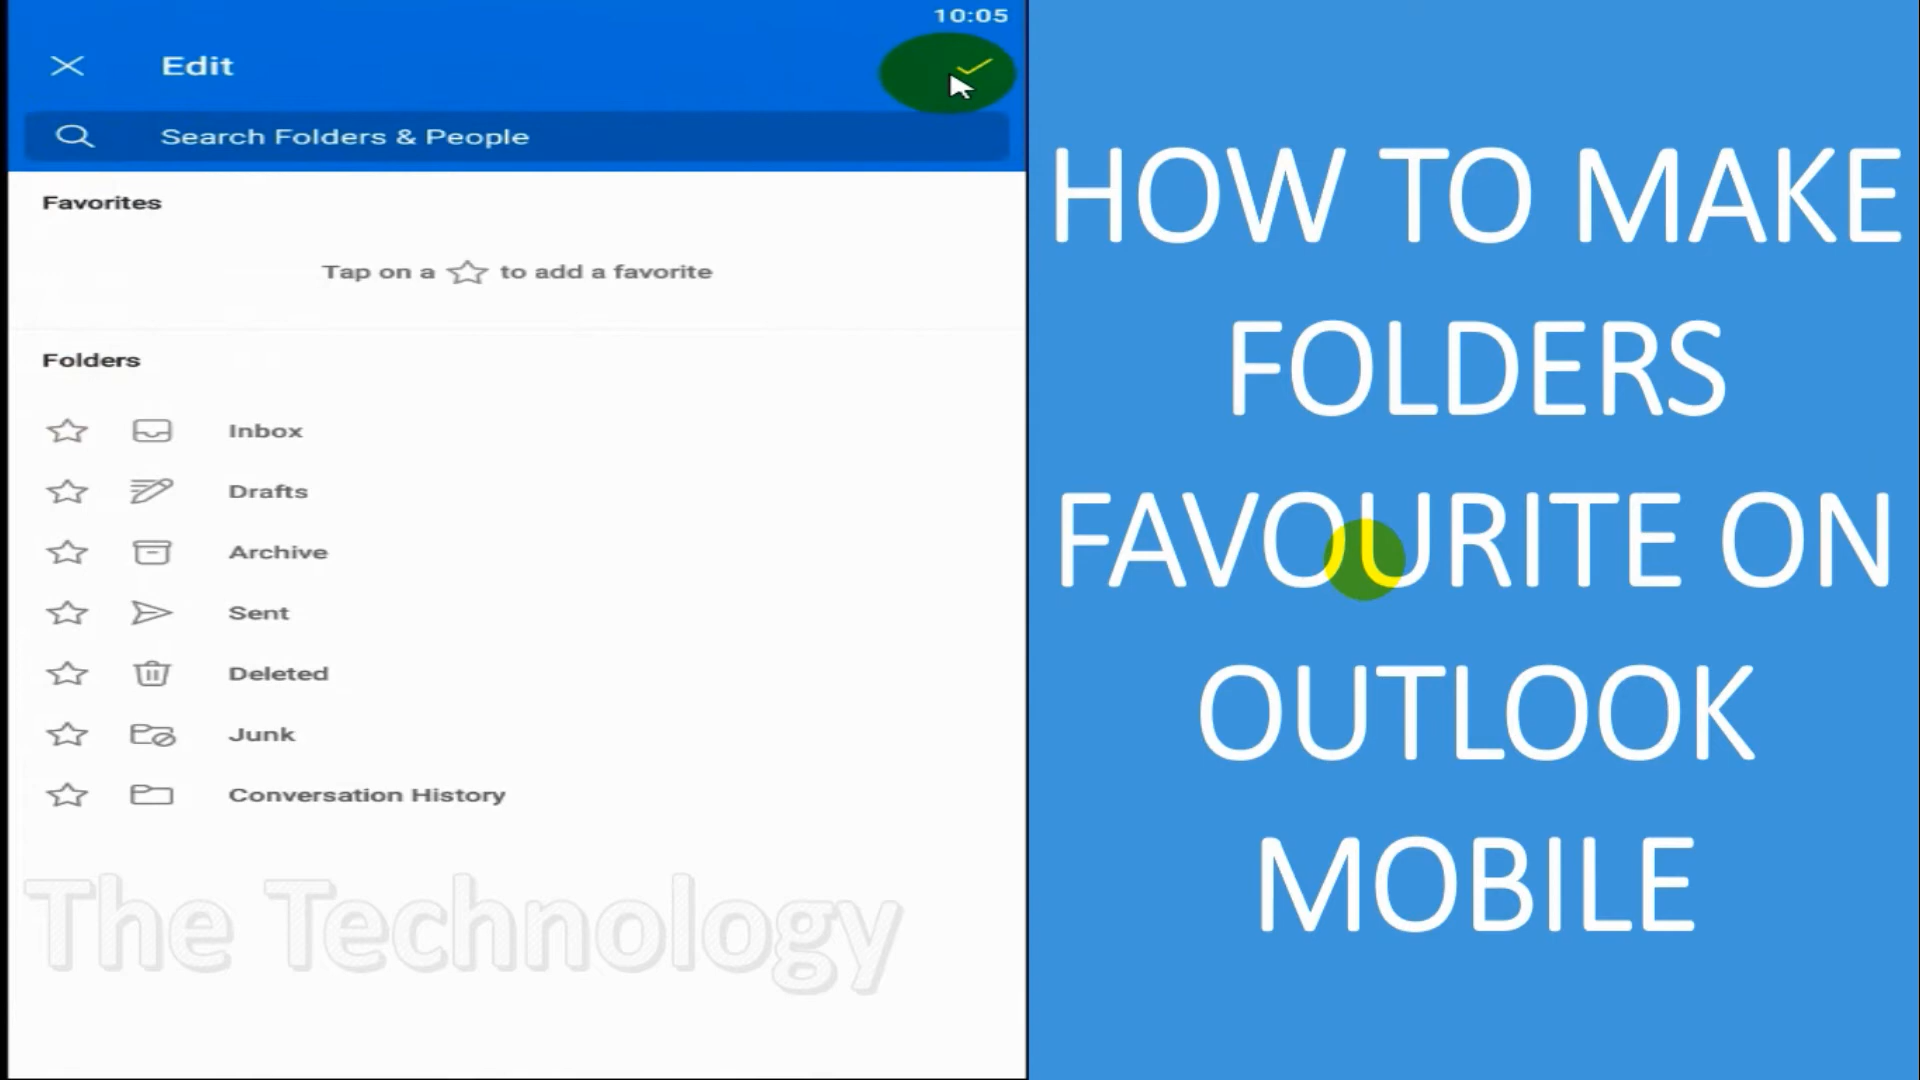 10:05
Edit
Search Folders & People
Favorites
Tap on a to add a favorite
Folders
Inbox
Drafts
Archive
Sent
Deleted
Junk
Conversation History
The Technology
HOW TO MAKE
FOLDERS
FAVOURITE ON
OUTLOOK
MOBILE